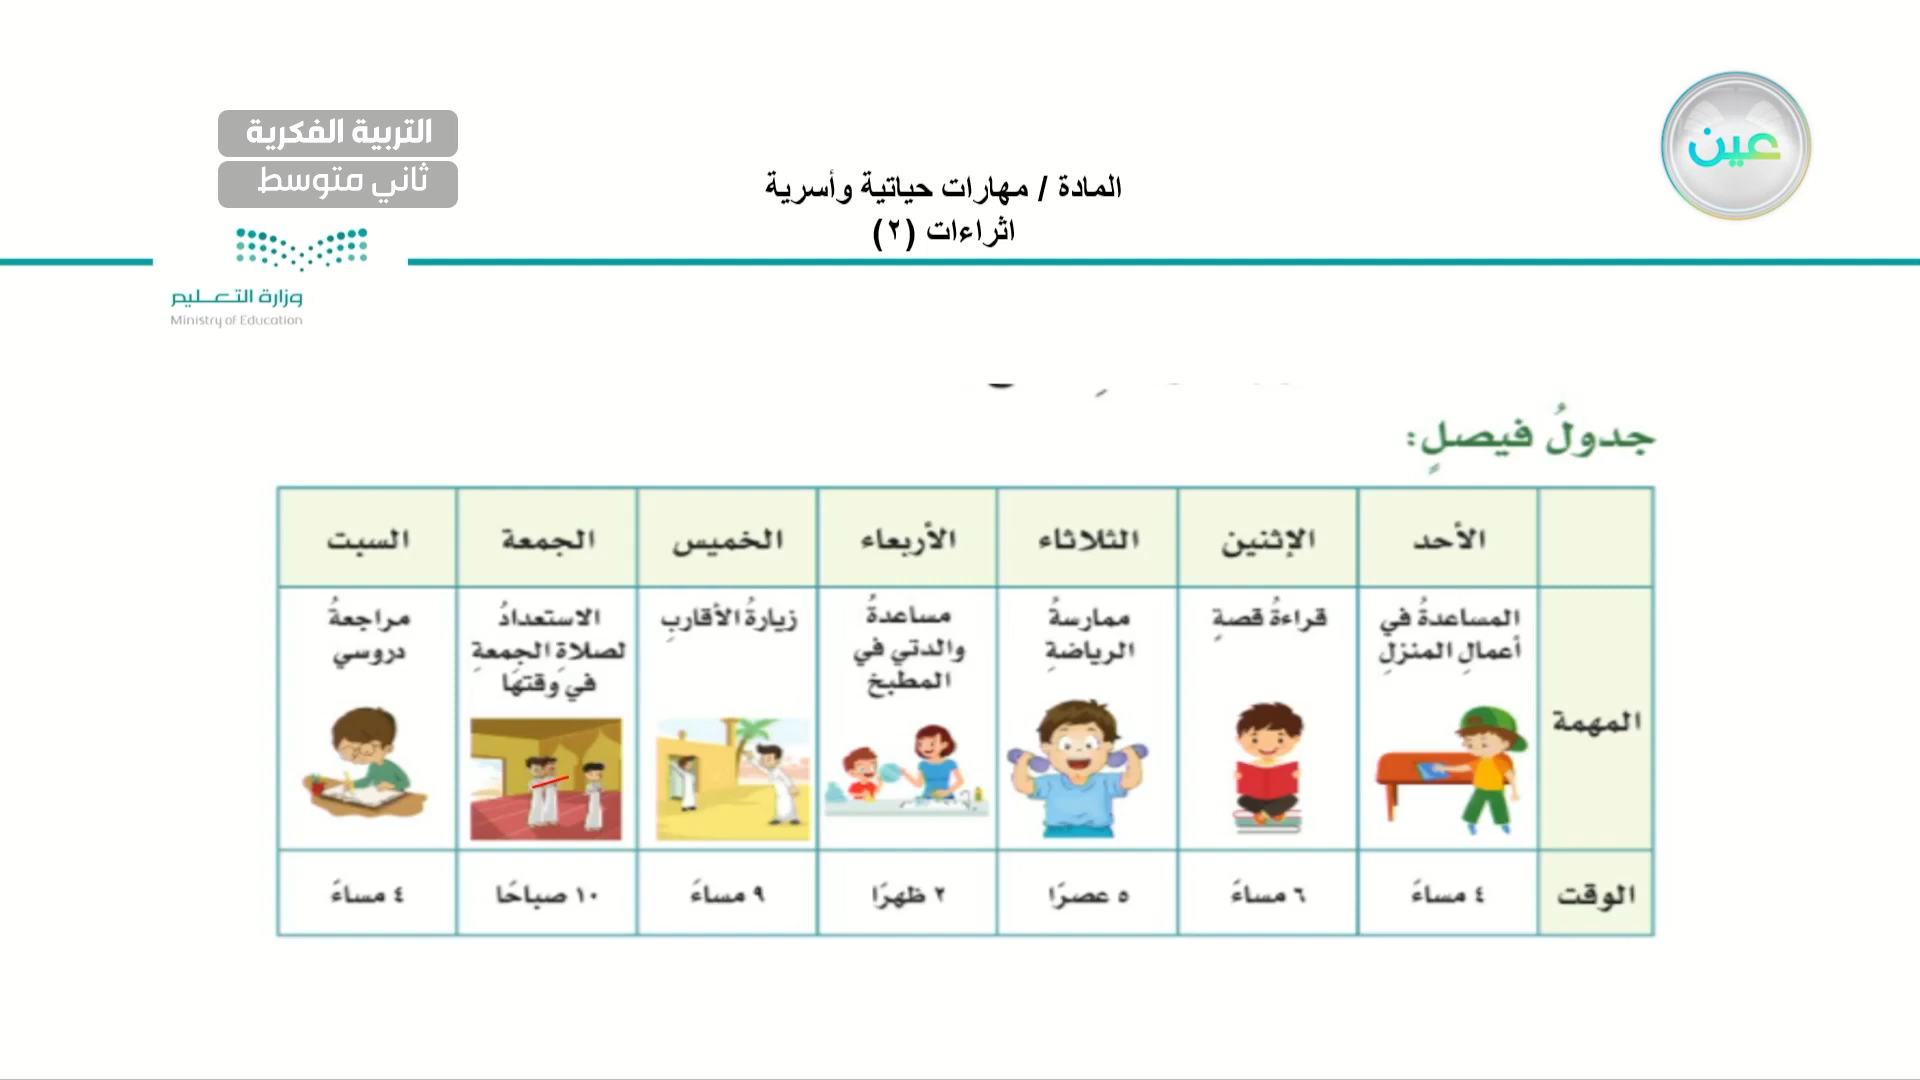 عين
التربية الفكرية
ثاني متوسط
المادة / مهارات حياتية وأسرية
اثراءات (٢)
وزارة التعـــليم
Ministry of Education
جدولُ فيصلٍ:
الأحد
الإثنين
الثلاثاء
الأربعاء
الخميس
الجمعة
السبت
المهمة
المساعدةُ في
أعمالِ المنزلِ
قراءةُ قصةٍ
ممارسةُ
الرياضةِ
مساعدةُ
والدتي في
المطبخ
زيارةُ الأقاربِ
الاستعدادُ
لصلاةِ الجمعةِ
في وقتهَا
مراجعةُ
دروسي
الوقت
٤ مساءً
٦ مساءً
٥ عصرًا
٢ ظهرًا
٩ مساءً
١٠ صباحًا
٤ مساءً